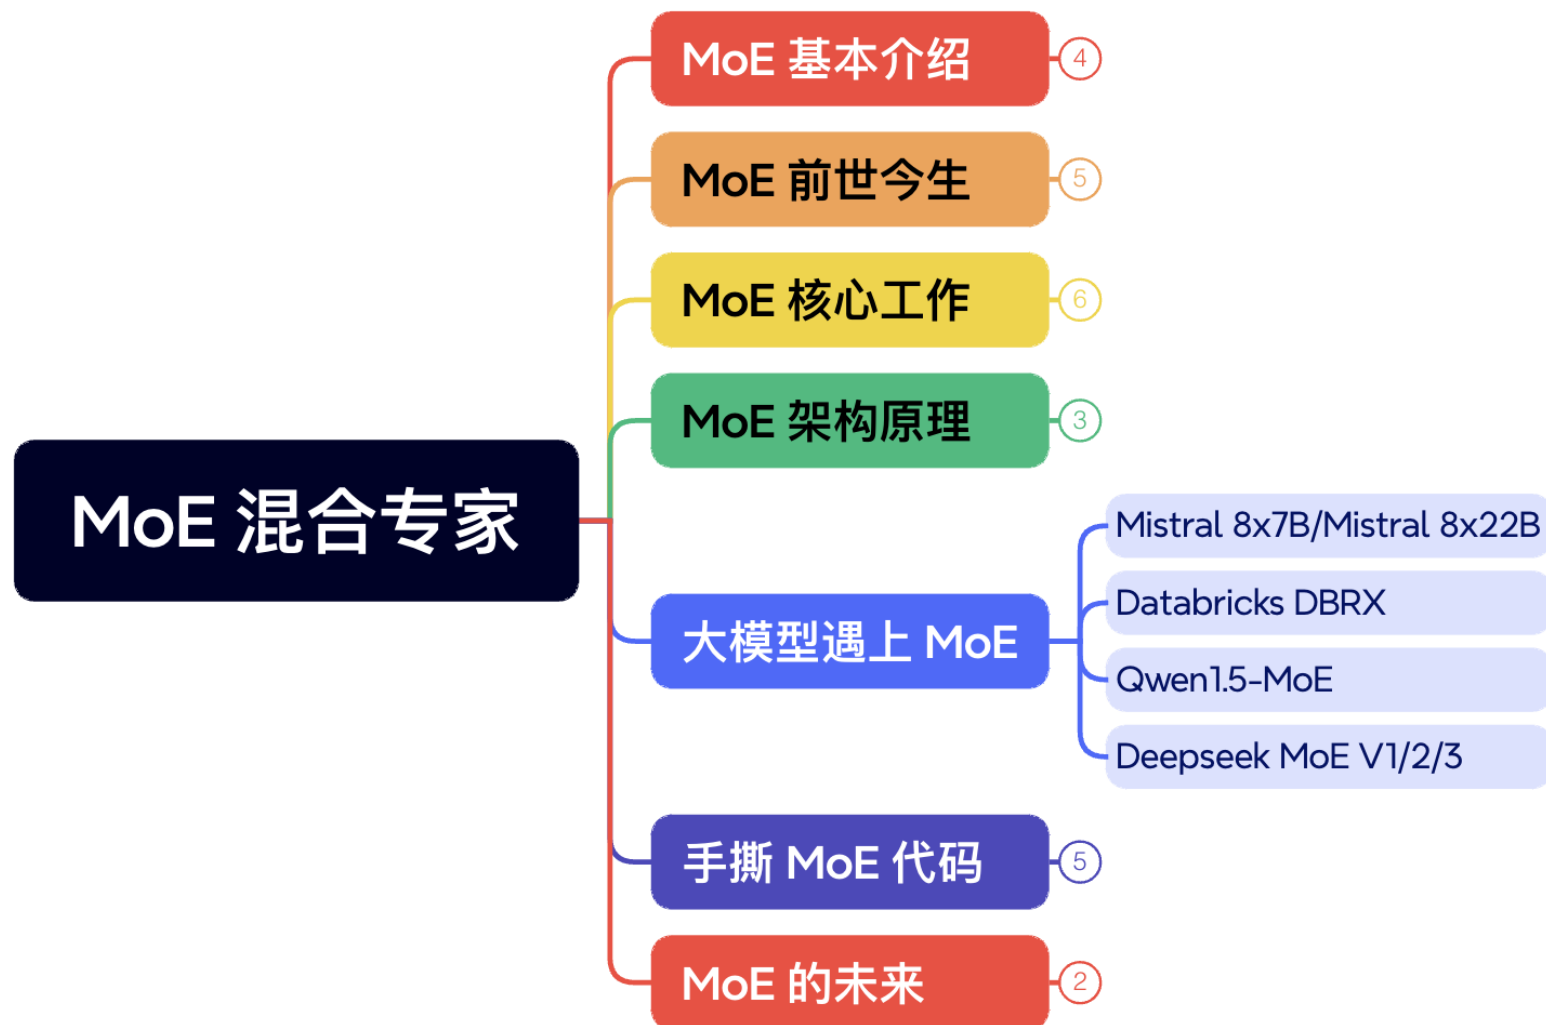 MoE 基本介绍
4
MoE 前世今生
5
MoE 核心工作
6
MoE 架构原理
3
MoE 混合专家
Mistral 8x7B/Mistral 8x22B
Databricks DBRX
大模型遇上 MoE
Qwen1.5-MoE
Deepseek MoE V1/2/3
手撕 MoE 代码
5
MoE 的未来
2